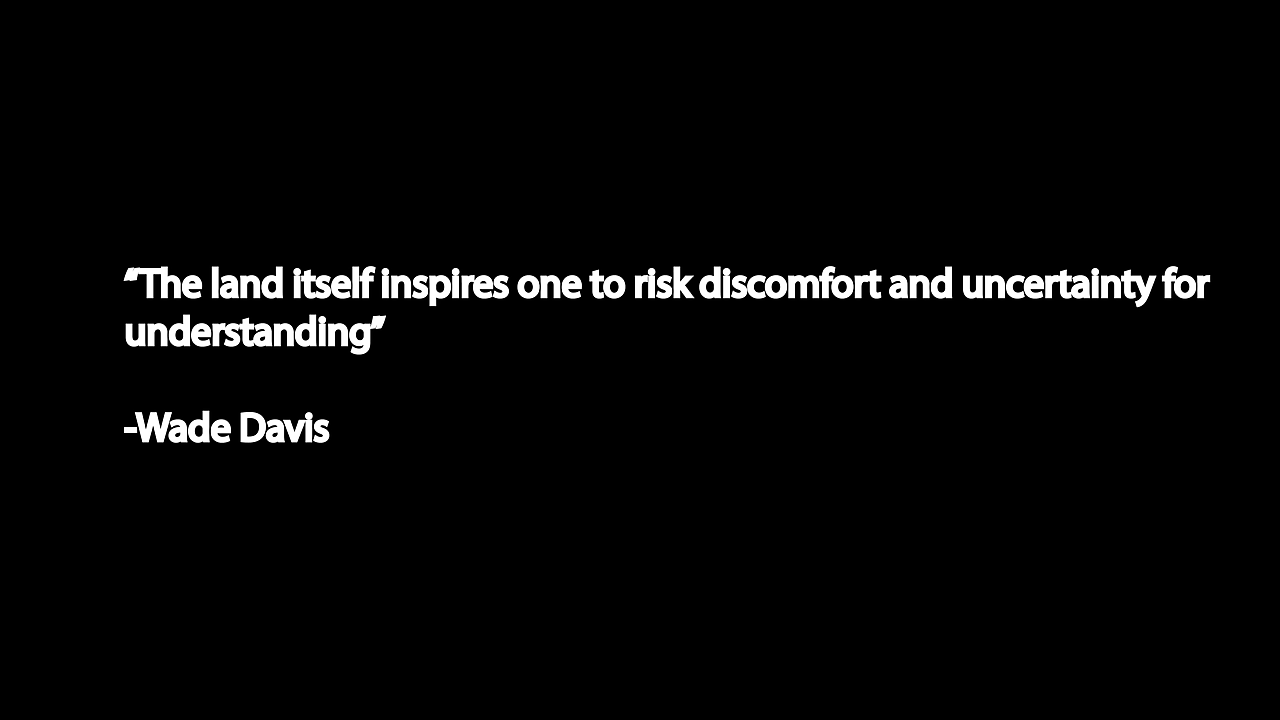 “The land itself inspires one to risk discomfort and uncertainty for
understanding”
-Wade Davis